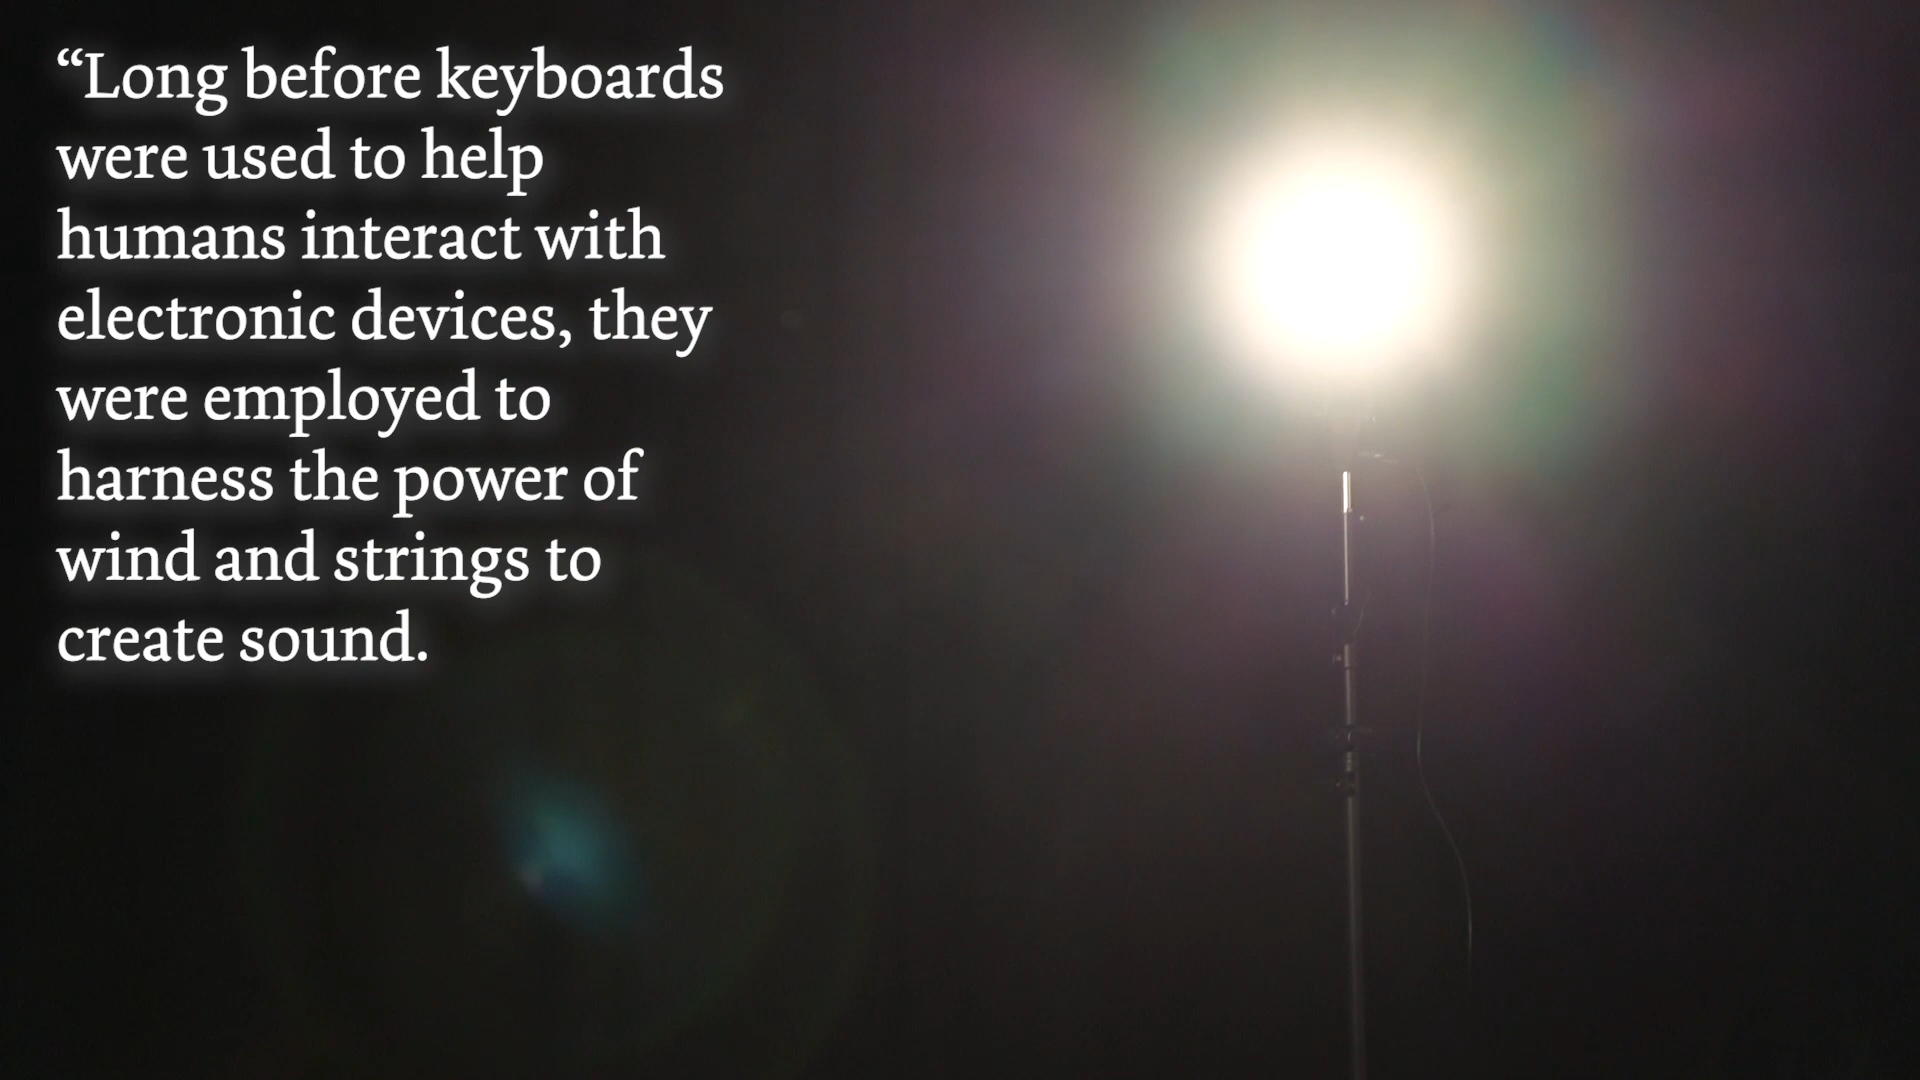 “Long before keyboards
were used to help
humans interact with
electronic devices, they
were employed to
harness the power of
wind and strings to
create sound.